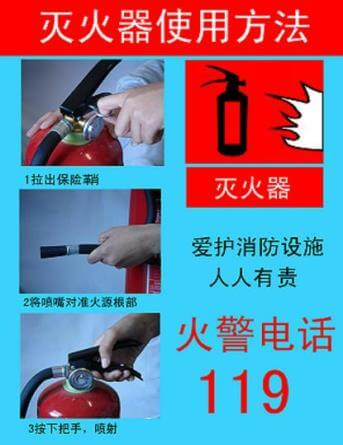 灭火器使用方法
1拉出保险鞘
2将喷嘴对准火源根部
3按下把手，喷射
灭火器
爱护消防设施
人人有责
火警电话
119